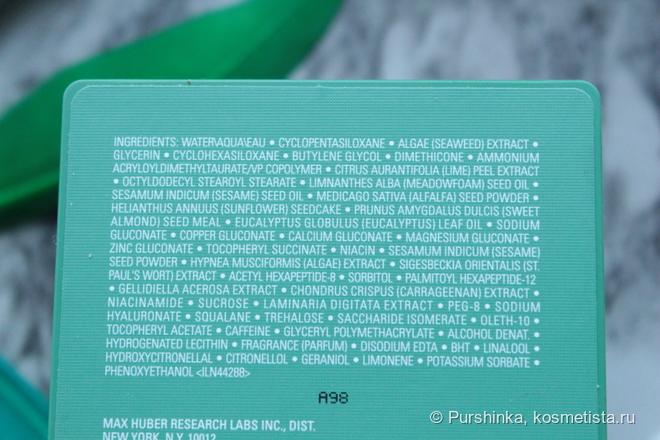 INGREDIENTS: WATER\AQUA\EAU • CYCLOPENTASILOXANE • ALGAE (SEAWEED) EXTRACT •
GLYCERIN • CYCLOHEXASILOXANE • BUTYLENE GLYCOL • DIMETHICONE • AMMONIUM
ACRYLOYLDIMETHYLTAURATE/VP COPOLYMER • CITRUS AURANTIFOLIA (LIME) PEEL EXTRACT
• OCTYLDODECYL STEAROYL STEARATE • LIMNANTHES ALBA (MEADOWFOAM) SEED OIL •
SESAMUM INDICUM (SESAME) SEED OIL • MEDICAGO SATIVA (ALFALFA) SEED POWDER •
HELIANTHUS ANNUUS (SUNFLOWER) SEEDCAKE • PRUNUS AMYGDALUS DULCIS (SWEET
ALMOND) SEED MEAL • EUCALYPTUS GLOBULUS (EUCALYPTUS) LEAF OIL • SODIUM
GLUCONATE • COPPER GLUCONATE • CALCIUM GLUCONATE • MAGNESIUM GLUCONATE •
ZINC GLUCONATE • TOCOPHERYL SUCCINATE • NIACIN • SESAMUM INDICUM (SESAME)
SEED POWDER • HYPNEA MUSCIFORMIS (ALGAE) EXTRACT • SIGESBECKIA ORIENTALIS (ST.
PAUL'S WORT) EXTRACT • ACETYL HEXAPEPTIDE-8 • SORBITOL • PALMITOYL HEXAPEPTIDE-12
• GELLIDIELA ACEROSA EXTRACT • CHONDRUS CRISPUS (CARRAGEENAN) EXTRACT •
NIACINAMIDE • SUCROSE • LAMINARIA DIGITATA EXTRACT • PEG-8 • SODIUM
HYALURONATE • SQUALANE • TREHALOSE • SACCHARIDE ISOMERATE • OLETH-10 •
TOCOPHERYL ACETATE • CAFFEINE • GLYCERYL POLYMETHACRYLATE • ALCOHOL DENAT. •
HYDROGENATED LECITHIN • FRAGRANCE (PARFUM) • DISODIUM EDTA • BHT • LINALOOL •
HYDROXYCITRONELLAL • CITRONELLOL • GERANIOL • LIMONENE • POTASSIUM SORBATE •
PHENOXYETHANOL <ILN44288>
A98
MAX HUBER RESEARCH LABS INC., DIST.
NEW YORK, N.Y. 10012
© Purshinka, kosmetista.ru